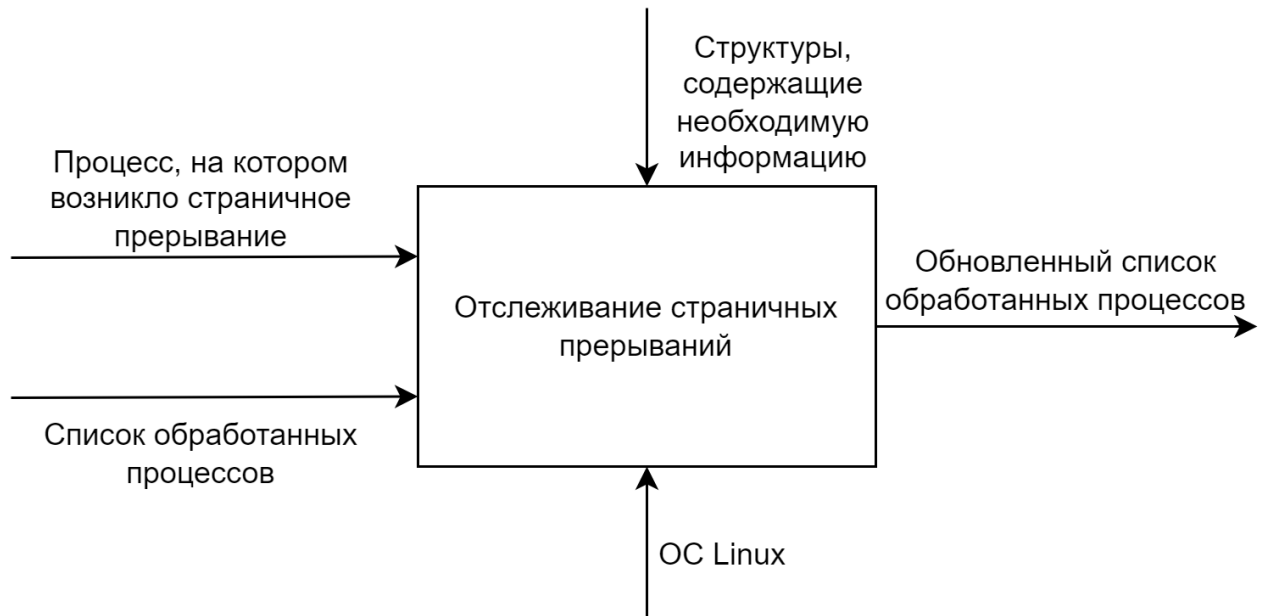 Структуры,
содержащие
необходимую
информацию
Процесс, на котором
возникло страничное
прерывание
Обновленный список
обработанных процессов
Отслеживание страничных
прерываний
Список обработанных
процессов
ОС Linux